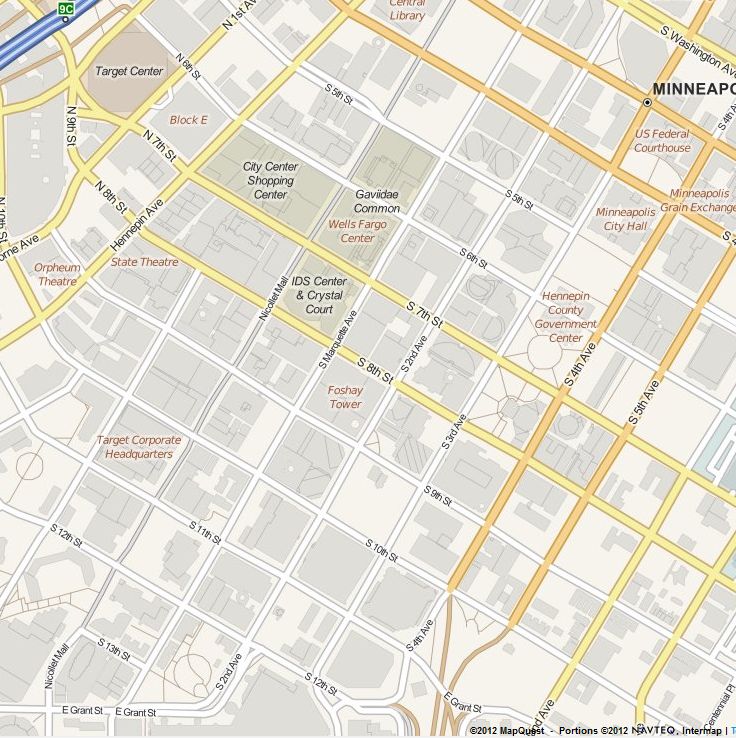 9C
N 1st Av
Central
Library
S Washington Ave
Target Center
N 6th St
S 5th St
MINNEAPO
S 4th A
N 9th St
Block E
N 7th St
US Federal
Courthouse
City Center
Shopping
Center
Gaviidae
Common
S 5th St
N 8th St
Minneapolis
Grain Exchange
N 10th St
Hennepin Ave
Wells Fargo
Center
Minneapolis
City Hall
S 4
orne Ave
State Theatre
S 6th St
Orpheum
Theatre
Nicollet Mall
IDS Center
& Crystal
Court
S 7th St
Hennepin
County
Government
Center
S Marquette Ave
S 2nd Ave
S 8th St
S 4th Ave
S 5th Ave
Foshay
Tower
S 3rd Ave
Target Corporate
Headquarters
S 9th St
S 12th St
S 11th St
S 10th St
S 13th St
S 4th Ave
Nicollet Mall
S 2nd Ave
S 12th St
E Grant St
E Grant St
nd Ave
Centennial Pl
©2012 MapQuest - Portions ©2012 NAVTEQ, Intermap | T